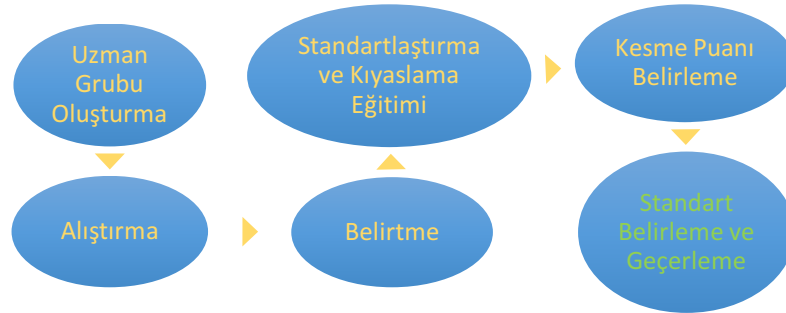 Uzman
Grubu
Oluşturma
Alıştırma
Belirtme
Standartlaştırma
ve Kıyaslama
Eğitimi
Kesme Puanı
Belirleme
Standart
Belirleme ve
Geçerleme